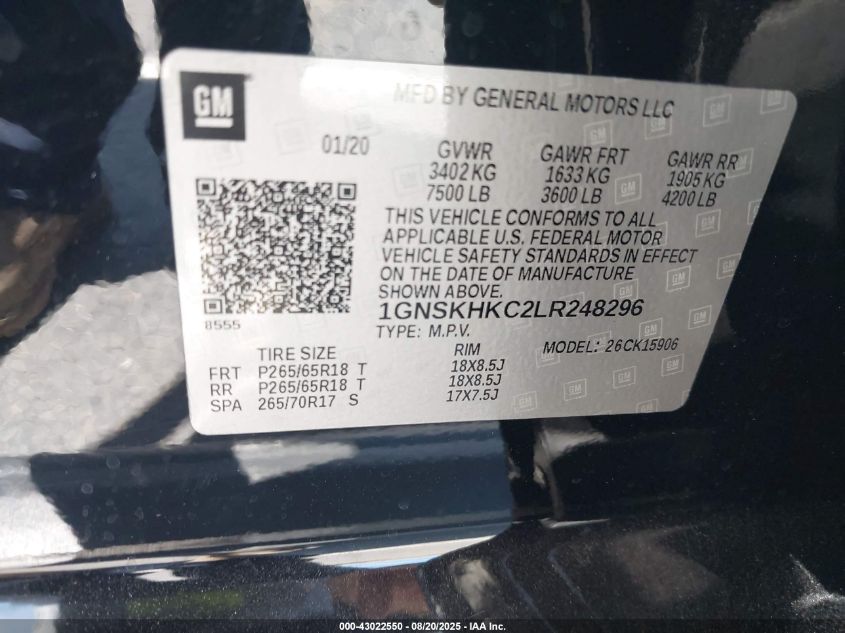 GM
MFD BY GENERAL MOTORS LLC
01/20
GVWR GAWR FRT GAWR RR
3402 KG 1633 KG 1905 KG
7500 LB 3600 LB 4200 LB
THIS VEHICLE CONFORMS TO ALL
APPLICABLE U.S. FEDERAL MOTOR
VEHICLE SAFETY STANDARDS IN EFFECT
ON THE DATE OF MANUFACTURE
SHOWN ABOVE.
8555
1GNSKHKC2LR248296
TYPE: M.P.V. MODEL: 26CK15906
TIRE SIZE RIM
FRT P265/65R18 T 18X8.5J
RR P265/65R18 T 18X8.5J
SPA 265/70R17 S 17X7.5J
000-43022550 - 08/20/2025 - IAA Inc.